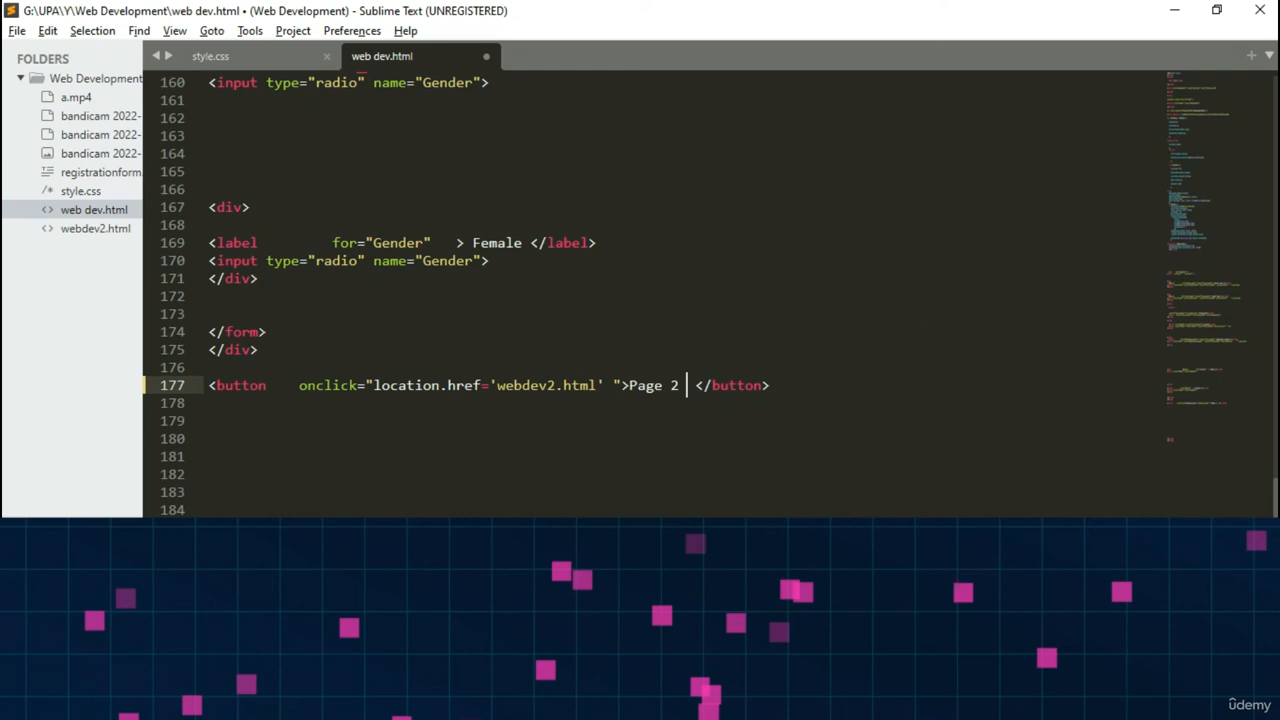 G:\UPA\Y\Web Development\web dev.html • (Web Development) - Sublime Text (UNREGISTERED)
File Edit Selection Find View Goto Tools Project Preferences Help
FOLDERS
Web Development
a.mp4
bandicam 2022-
bandicam 2022-
bandicam 2022-
registrationform.
style.css
web dev.html
webdev2.html
style.css × web dev.html
160 <input type="radio" name="Gender">
161
162
163
164
165
166
167 <div>
168
169 <label for="Gender" > Female </label>
170 <input type="radio" name="Gender">
171 </div>
172
173
174 </form>
175 </div>
176
177 <button onclick="location.href='webdev2.html' ">Page 2 </button>
178
179
180
181
182
183
184
ûdemy